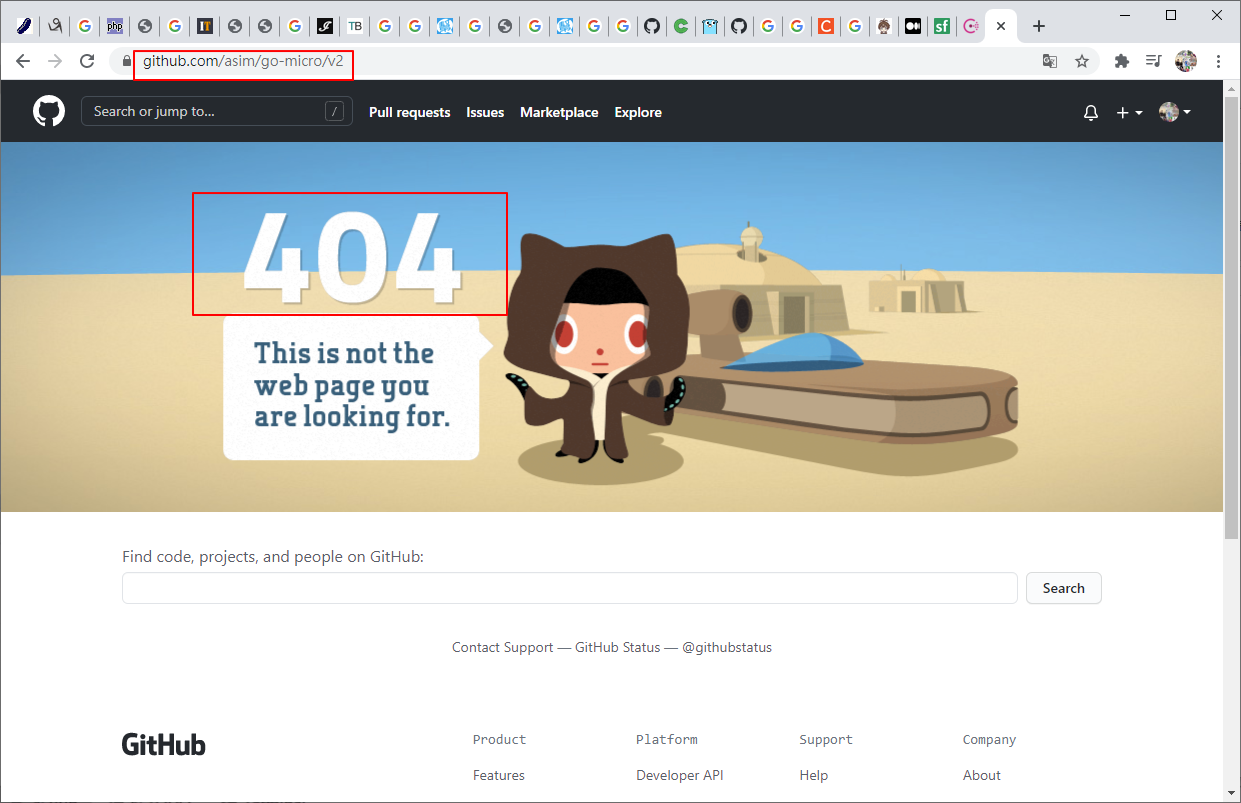 php
IT
TB
C
sf
github.com/asim/go-micro/v2
Search or jump to...
/
Pull requests
Issues
Marketplace
Explore
404
This is not the
web page you
are looking for.
Find code, projects, and people on GitHub:
Search
Contact Support — GitHub Status — @githubstatus
GitHub
Product
Platform
Support
Company
Features
Developer API
Help
About